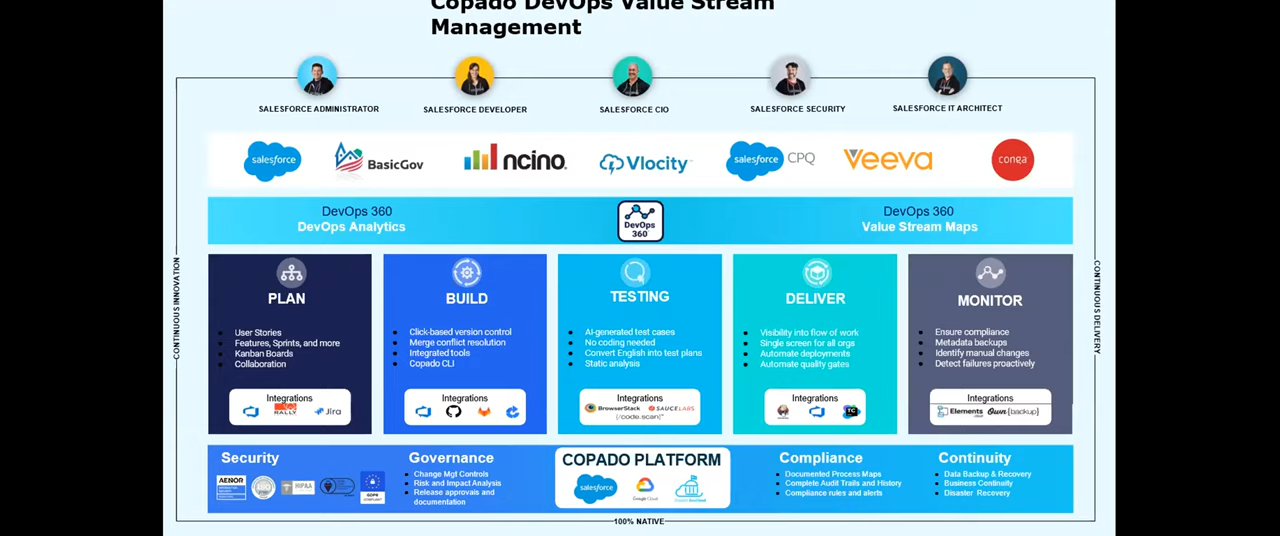 Copado DevOps Value Stream
Management
SALESFORCE ADMINISTRATOR
SALESFORCE DEVELOPER
SALESFORCE CIO
SALESFORCE SECURITY
SALESFORCE IT ARCHITECT
salesforce
BasicGov
ncino
Vlocity
salesforce CPQ
Veeva
conga
DevOps 360
DevOps Analytics
DevOps
360
DevOps 360
Value Stream Maps
CONTINUOUS INNOVATION
PLAN
User Stories
Features, Sprints, and more
Kanban Boards
Collaboration
Integrations
RALLY
Jira
BUILD
Click-based version control
Merge conflict resolution
Integrated tools
Copado CLI
Integrations
TESTING
AI-generated test cases
No coding needed
Convert English into test plans
Static analysis
Integrations
BrowserStack
SAUCELABS
[/code.scan]
DELIVER
Visibility into flow of work
Single screen for all orgs
Automate deployments
Automate quality gates
Integrations
TC
MONITOR
Ensure compliance
Metadata backups
Identify manual changes
Detect failures proactively
Integrations
Elements
Own{backup}
CONTINUOUS DELIVERY
Security
AENOR
HIPAA
GDPR
Governance
Change Mgt Controls
Risk and Impact Analysis
Release approvals and
documentation
COPADO PLATFORM
salesforce
Google Cloud
Compliance
Documented Process Maps
Complete Audit Trails and History
Compliance rules and alerts
Continuity
Data Backup & Recovery
Business Continuity
Disaster Recovery
100% NATIVE